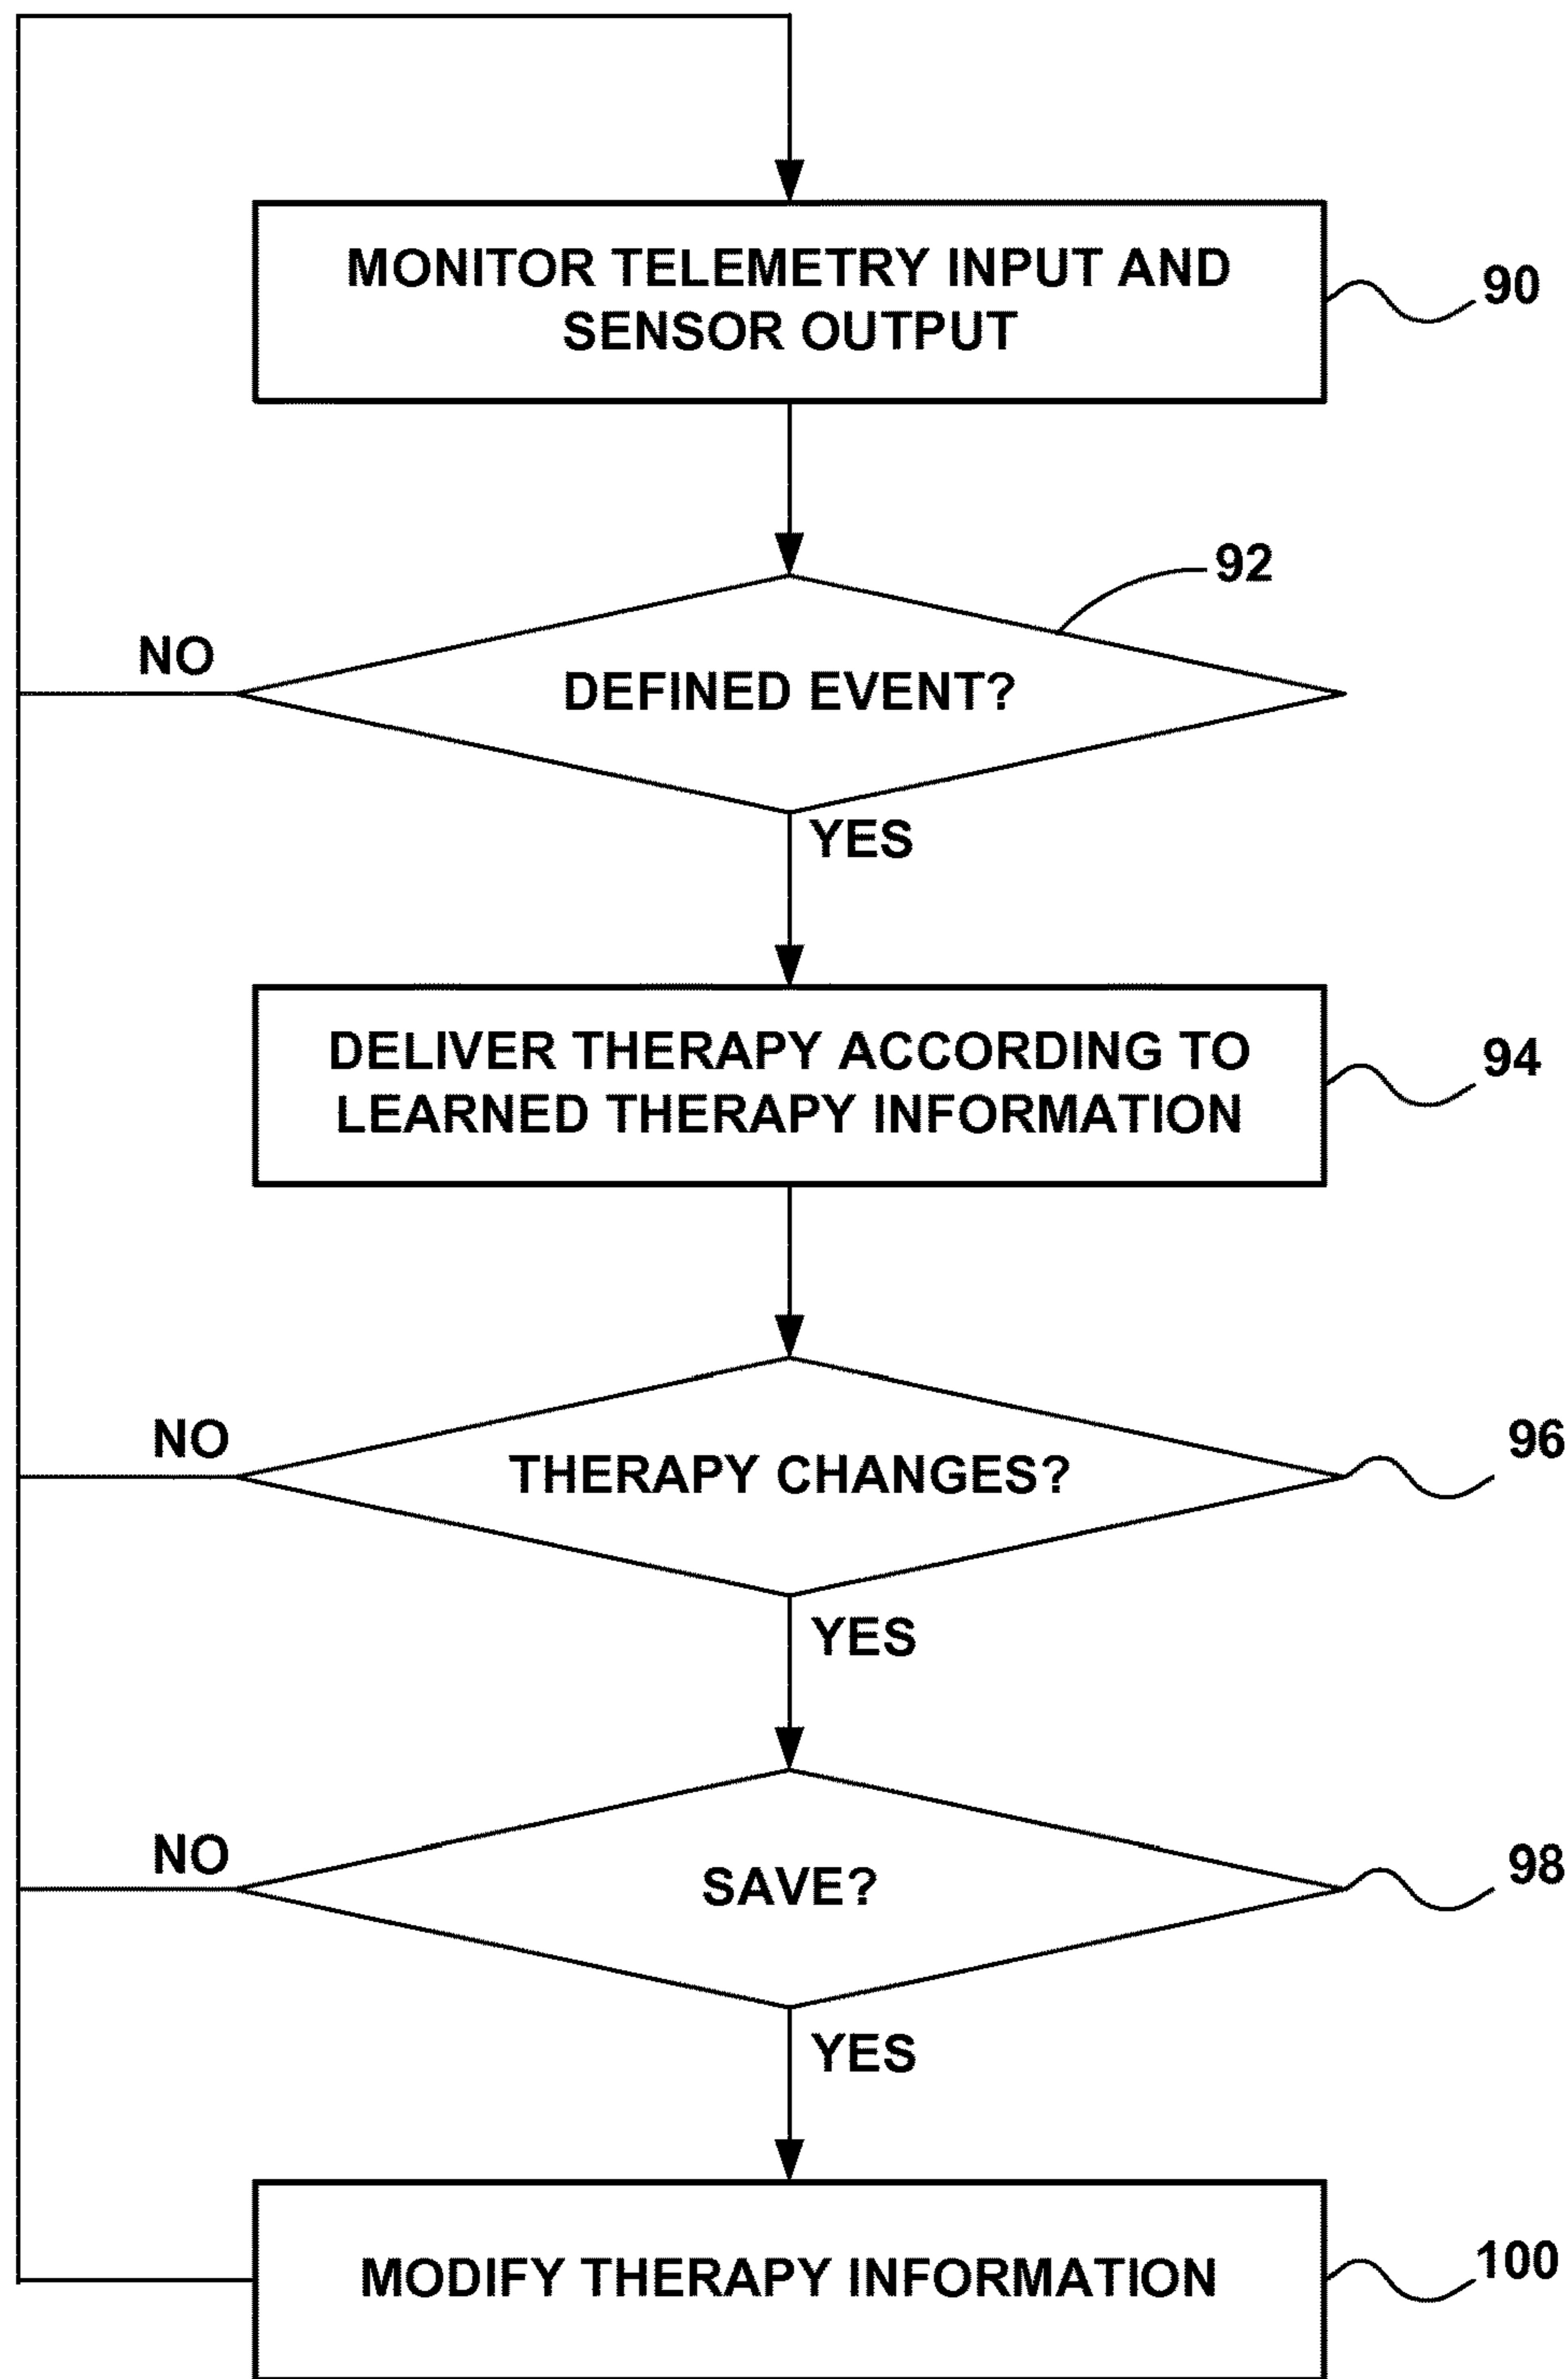 MONITOR TELEMETRY INPUT AND
SENSOR OUTPUT
90
92
NO
DEFINED EVENT?
YES
DELIVER THERAPY ACCORDING TO
LEARNED THERAPY INFORMATION
94
NO
THERAPY CHANGES?
96
YES
NO
SAVE?
98
YES
MODIFY THERAPY INFORMATION
100